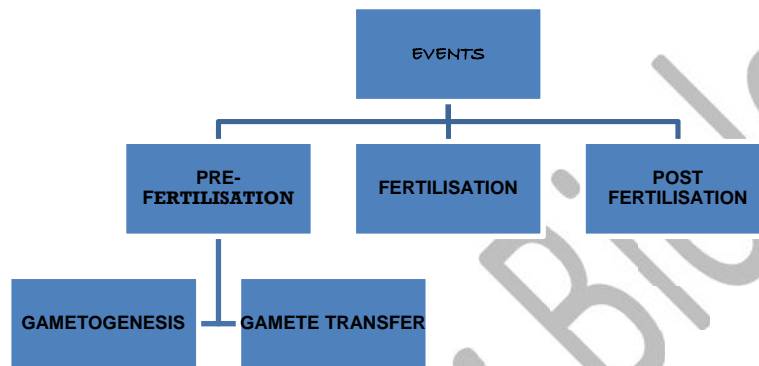 EVENTS
PRE-
FERTILISATION
FERTILISATION
POST
FERTILISATION
GAMETOGENESIS
GAMETE TRANSFER